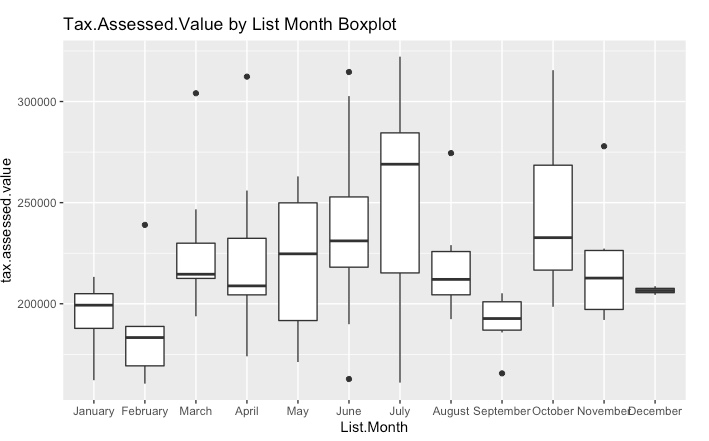 Tax.Assessed.Value by List Month Boxplot
tax.assessed.value
300000
250000
200000
January February March April May June July August September October November December
List.Month